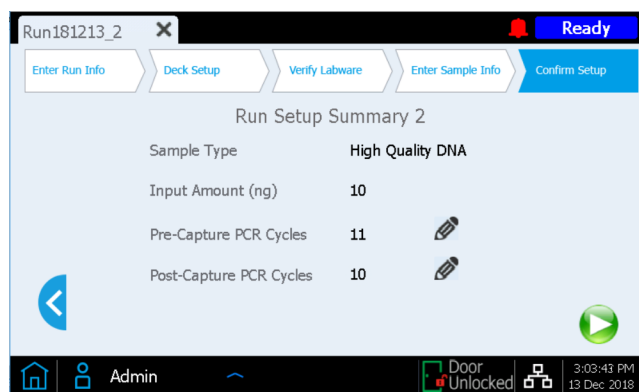 Run181213_2
Ready
Enter Run Info
Deck Setup
Verify Labware
Enter Sample Info
Confirm Setup
Run Setup Summary 2
Sample Type High Quality DNA
Input Amount (ng) 10
Pre-Capture PCR Cycles 11
Post-Capture PCR Cycles 10
Admin
Door
Unlocked
3:03:43 PM
13 Dec 2018